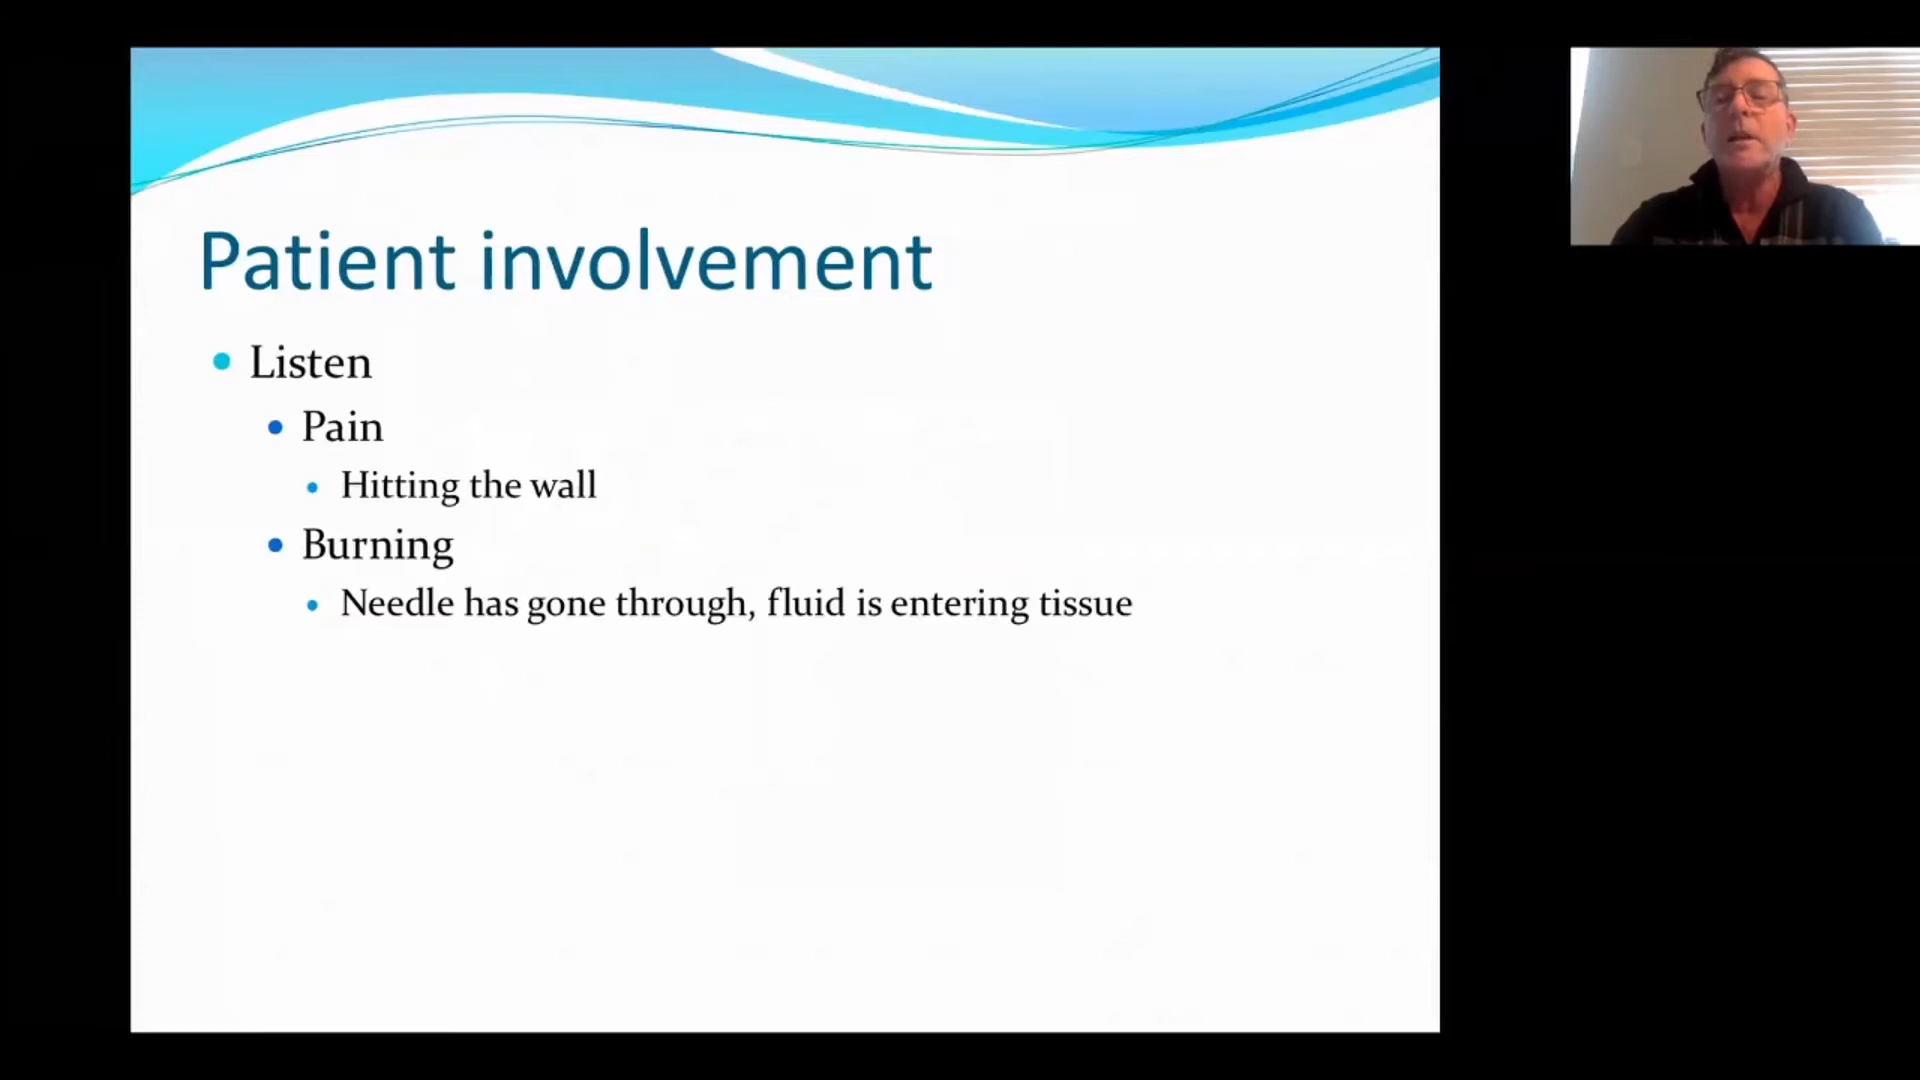 Patient involvement
Listen
Pain
Hitting the wall
Burning
Needle has gone through, fluid is entering tissue